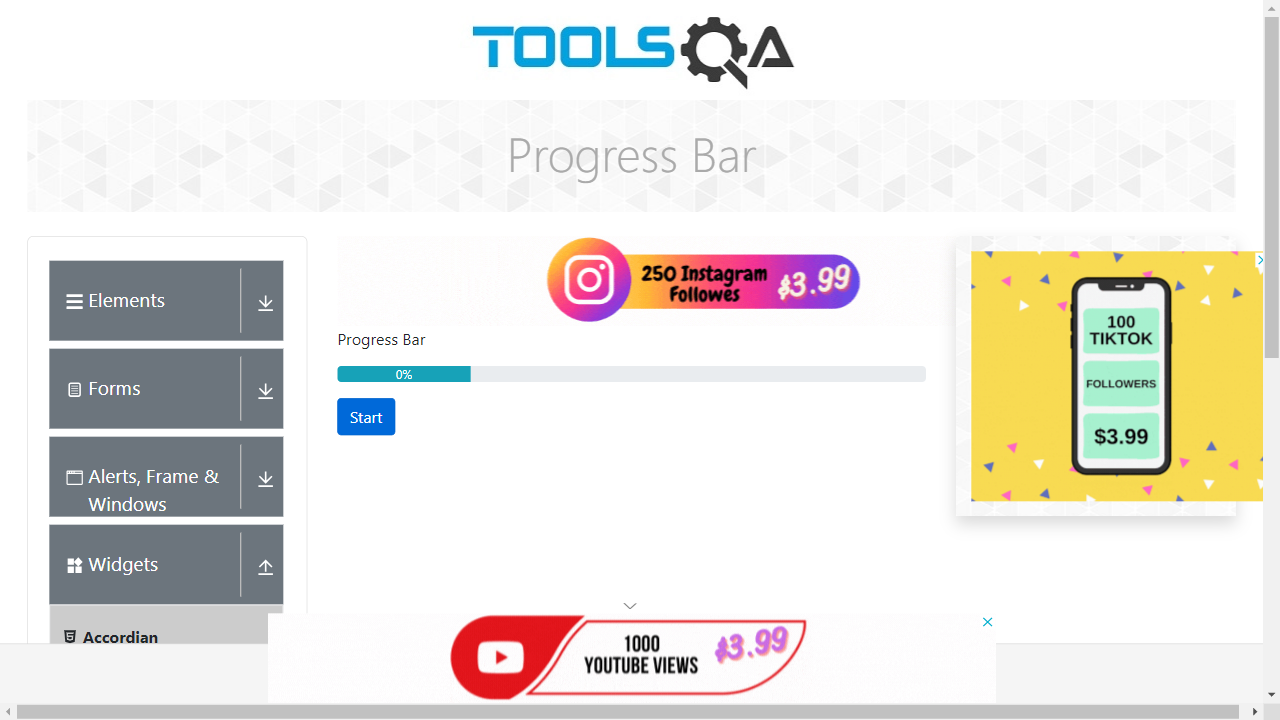 TOOLSQA
Progress Bar
Elements
Forms
Alerts, Frame &
Windows
Widgets
Accordian
250 Instagram
Followes
$3.99
Progress Bar
0%
Start
100
TIKTOK
FOLLOWERS
$3.99
1000
YOUTUBE VIEWS
$3.99